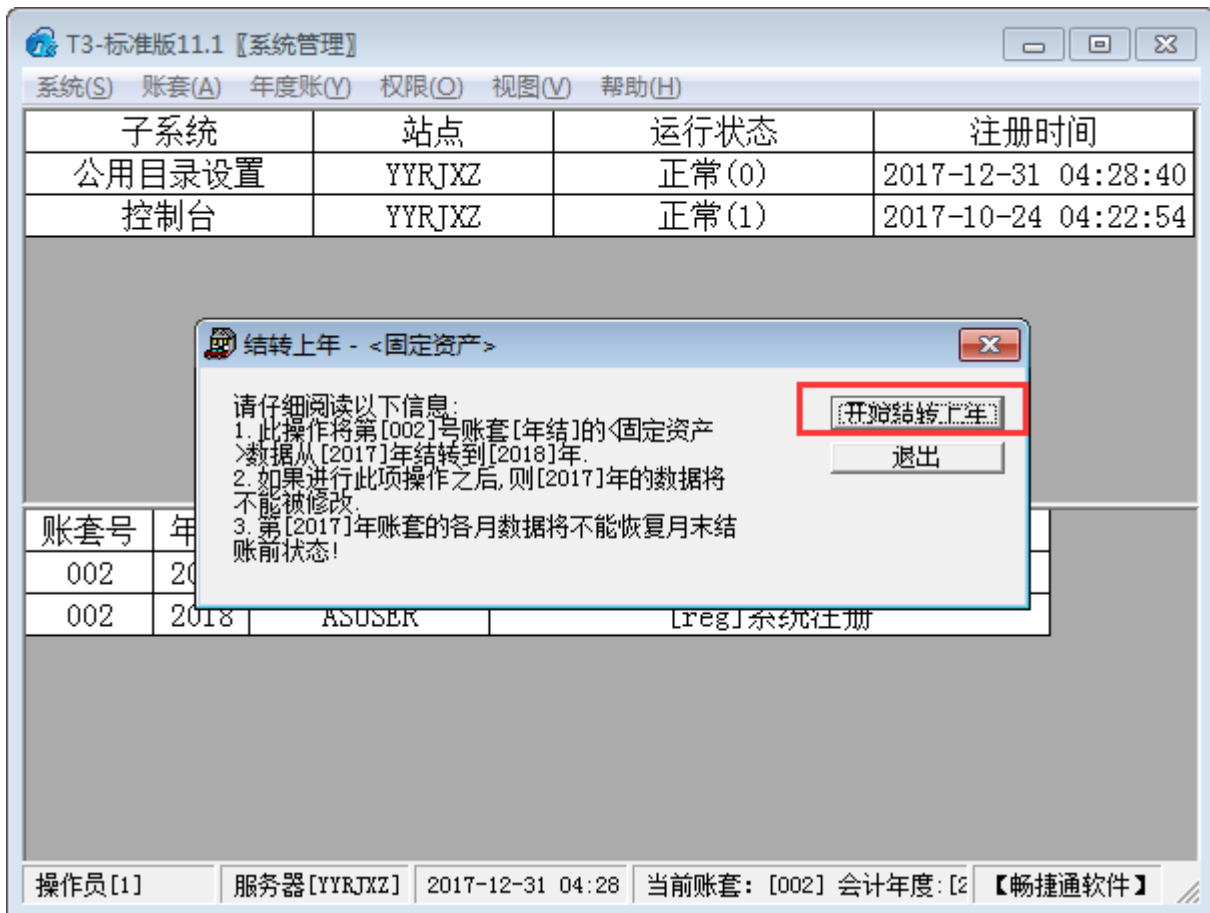 T3-标准版11.1〖系统管理〗
系统(S) 账套(A) 年度账(Y) 权限(O) 视图(V) 帮助(H)
子系统 站点 运行状态 注册时间
公用目录设置 YYRJXZ 正常(0) 2017-12-31 04:28:40
控制台 YYRJXZ 正常(1) 2017-10-24 04:22:54
结转上年 - <固定资产>
请仔细阅读以下信息:
1.此操作将第[002]号账套[年结]的<固定资产
>数据从[2017]年结转到[2018]年.
2.如果进行此项操作之后,则[2017]年的数据将
不能被修改.
3.第[2017]年账套的各月数据将不能恢复月末结
账前状态!
开始结转上年
退出
账套号 年
002 20
002 2018 ASUSER [reg]系统注册
操作员[1] 服务器[YYRJXZ] 2017-12-31 04:28 当前账套: [002] 会计年度:[2 【畅捷通软件】